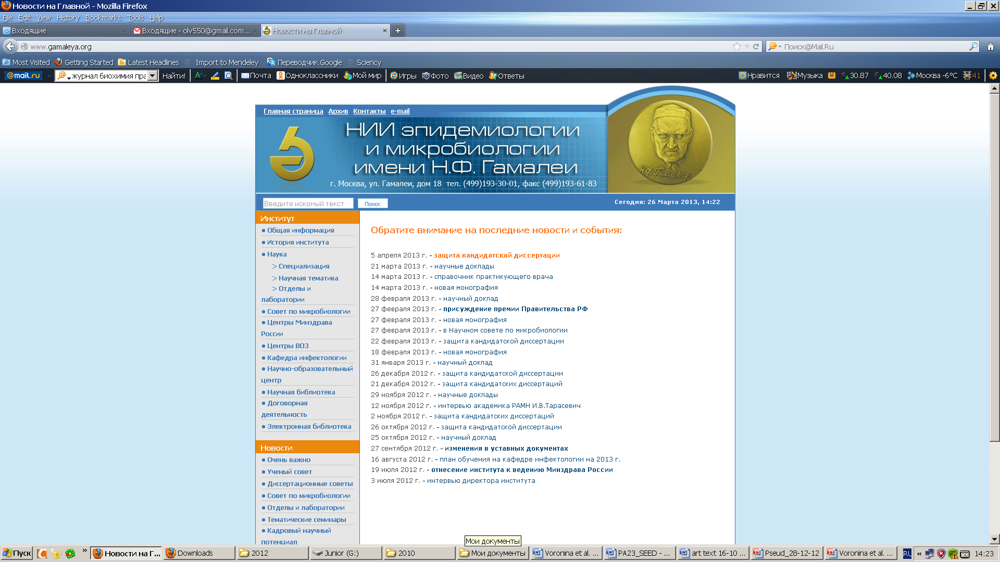 Новости на Главной - Mozilla Firefox
File Edit View History Bookmarks Tools Help
Входящие
Входящие - olv550@gmail.com...
Новости на Главной
www.gamaleya.org
Поиск@Mail.Ru
Most Visited Getting Started Latest Headlines Import to Mendeley Переводчик Google Sciency
@mail.ru журнал биохимия пра Найти! Почта Одноклассники Мой мир Игры Фото Видео Ответы Нравится Музыка 30.87 40.08 Москва -6°C 41
Главная страница Архив Контакты e-mail
НИИ эпидемиологии
и микробиологии
имени Н.Ф. Гамалеи
г. Москва, ул. Гамалеи, дом 18 тел. (499)193-30-01, факс (499)193-61-83
Н.Ф. Гамалея
Введите искомый текст Поиск Сегодня: 26 Марта 2013, 14:22
Институт
• Общая информация
• История института
• Наука
> Специализация
> Научная тематика
> Отделы и
лаборатории
• Совет по микробиологии
• Центры Минздрава
России
• Центры ВОЗ
• Кафедра инфектологии
• Научно-образовательный
центр
• Научная библиотека
• Договорная
деятельность
• Электронная библиотека
Новости
• Очень важно
• Ученый совет
• Диссертационные советы
• Совет по микробиологии
• Отделы и лаборатории
• Тематические семинары
• Кадровый научный
потенциал
Обратите внимание на последние новости и события:
5 апреля 2013 г. - защита кандидатской диссертации
21 марта 2013 г. - научные доклады
14 марта 2013 г. - справочник практикующего врача
14 марта 2013 г. - новая монография
28 февраля 2013 г. - научный доклад
27 февраля 2013 г. - присуждение премии Правительства РФ
27 февраля 2013 г. - новая монография
27 февраля 2013 г. - в Научном совете по микробиологии
22 февраля 2013 г. - защита кандидатской диссертации
18 февраля 2013 г. - новая монография
31 января 2013 г. - научный доклад
26 декабря 2012 г. - защита кандидатской диссертации
21 декабря 2012 г. - защита кандидатских диссертаций
29 ноября 2012 г. - научные доклады
12 ноября 2012 г. - интервью академика РАМН И.В.Тарасевич
2 ноября 2012 г. - защита кандидатских диссертаций
26 октября 2012 г. - защита кандидатской диссертации
25 октября 2012 г. - научный доклад
27 сентября 2012 г. - изменения в уставных документах
16 августа 2012 г. - план обучения на кафедре инфектологии на 2013 г.
19 июля 2012 г. - отнесение института к ведению Минздрава России
3 июля 2012 г. - интервью директора института
Мои документы
Пуск » Новости на Г... Downloads 2012 Junior (G:) 2010 Мои документы Voronina et al. ... PA23_SEED - ... art text 16-10 ... Pseud_28-12-12 Voronina et al. ... RL « 14:23